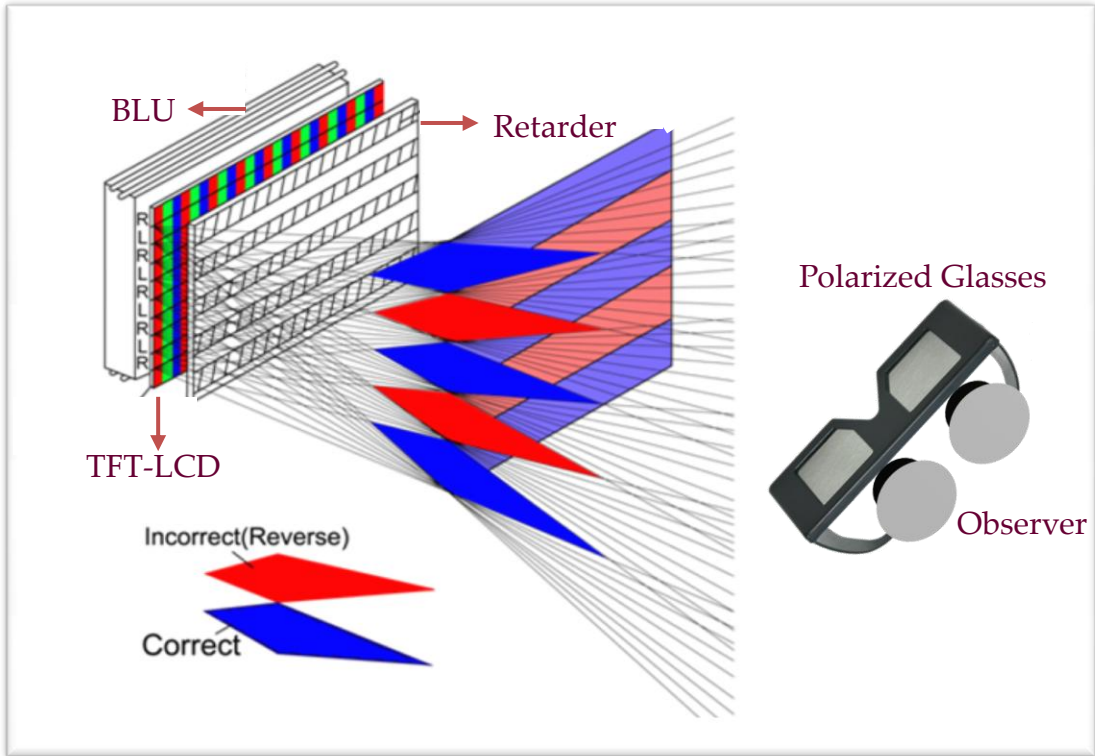 BLU
Retarder
R
L
R
L
R
L
R
L
R
TFT-LCD
Polarized Glasses
Observer
Incorrect(Reverse)
Correct